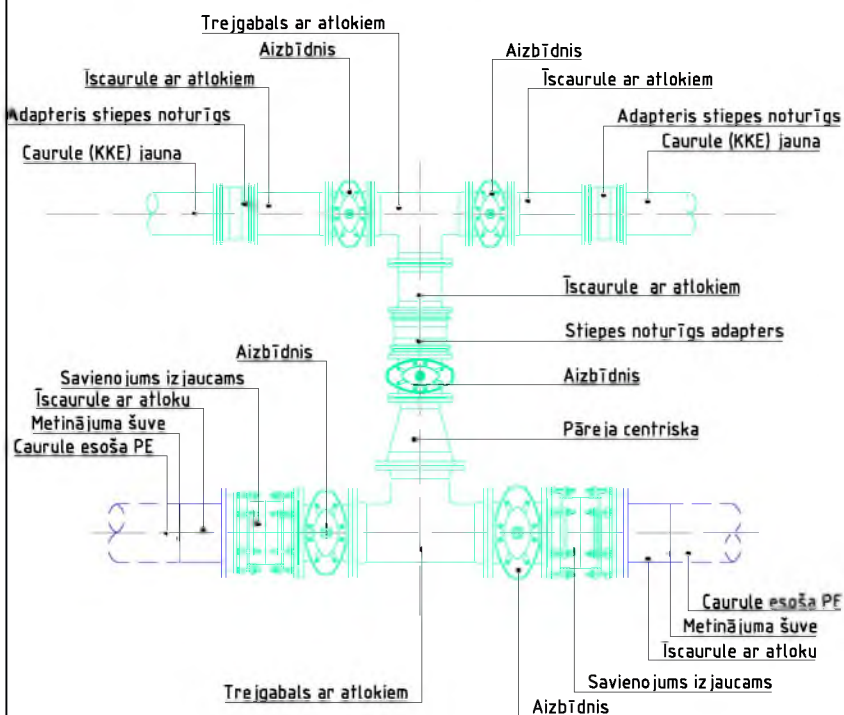 Trejgabals ar atlokiem
Aizbīdnis
Aizbīdnis
Īscaurule ar atlokiem
Īscaurule ar atlokiem
Adapteris stiepes noturīgs
Adapteris stiepes noturīgs
Caurule (KKE) jauna
Caurule (KKE) jauna
Īscaurule ar atlokiem
Stiepes noturīgs adapters
Aizbīdnis
Aizbīdnis
Savienojums izjaucams
Īscaurule ar atloku
Metinājuma šuve
Caurule esoša PE
Pāreja centriska
Caurule esoša PE
Metinājuma šuve
Īscaurule ar atloku
Savienojums izjaucams
Trejgabals ar atlokiem
Aizbīdnis